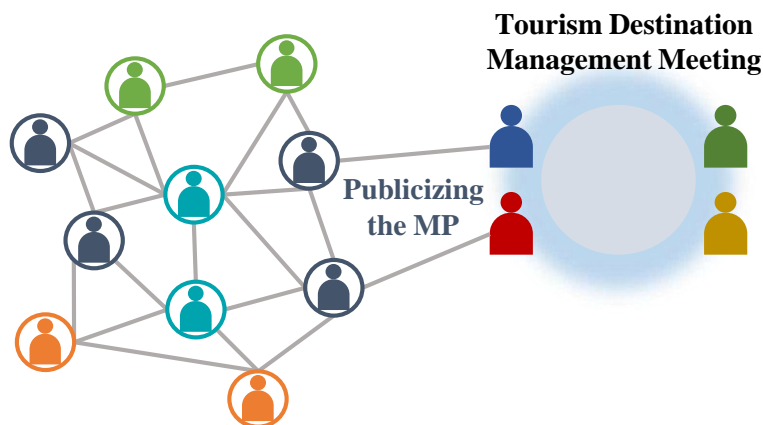 Tourism Destination
Management Meeting
Publicizing
the MP